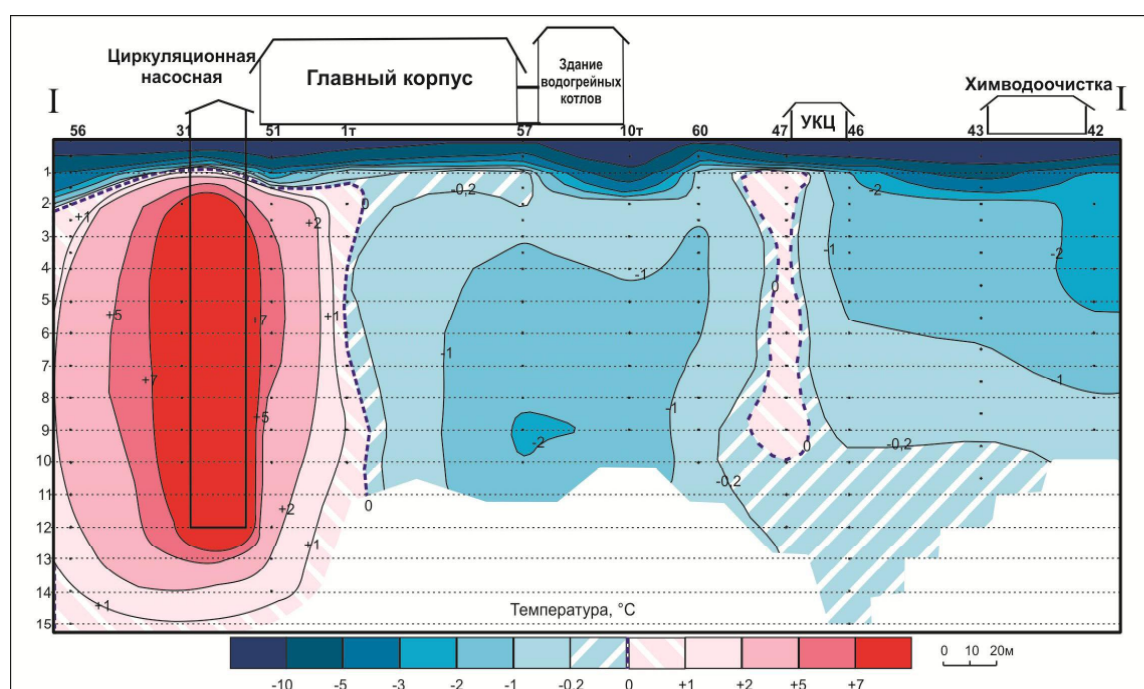 Циркуляционная
насосная
Главный корпус
Здание
водогрейных
котлов
Химводоочистка
УКЦ
I
I
56 31 51 1т 57 10т 60 47 46 43 42
1
2
3
4
5
6
7
8
9
10
11
12
13
14
15
+1
+2
0
-0,2
-2
-1
-1
-2
+5
+7
+1
0
-1
+7
+5
-1
-1
-2
0
-0,2
-0,2
+2
0
+1
+1
Температура, °C
-10 -5 -3 -2 -1 -0.2 0 +1 +2 +5 +7
0 10 20м